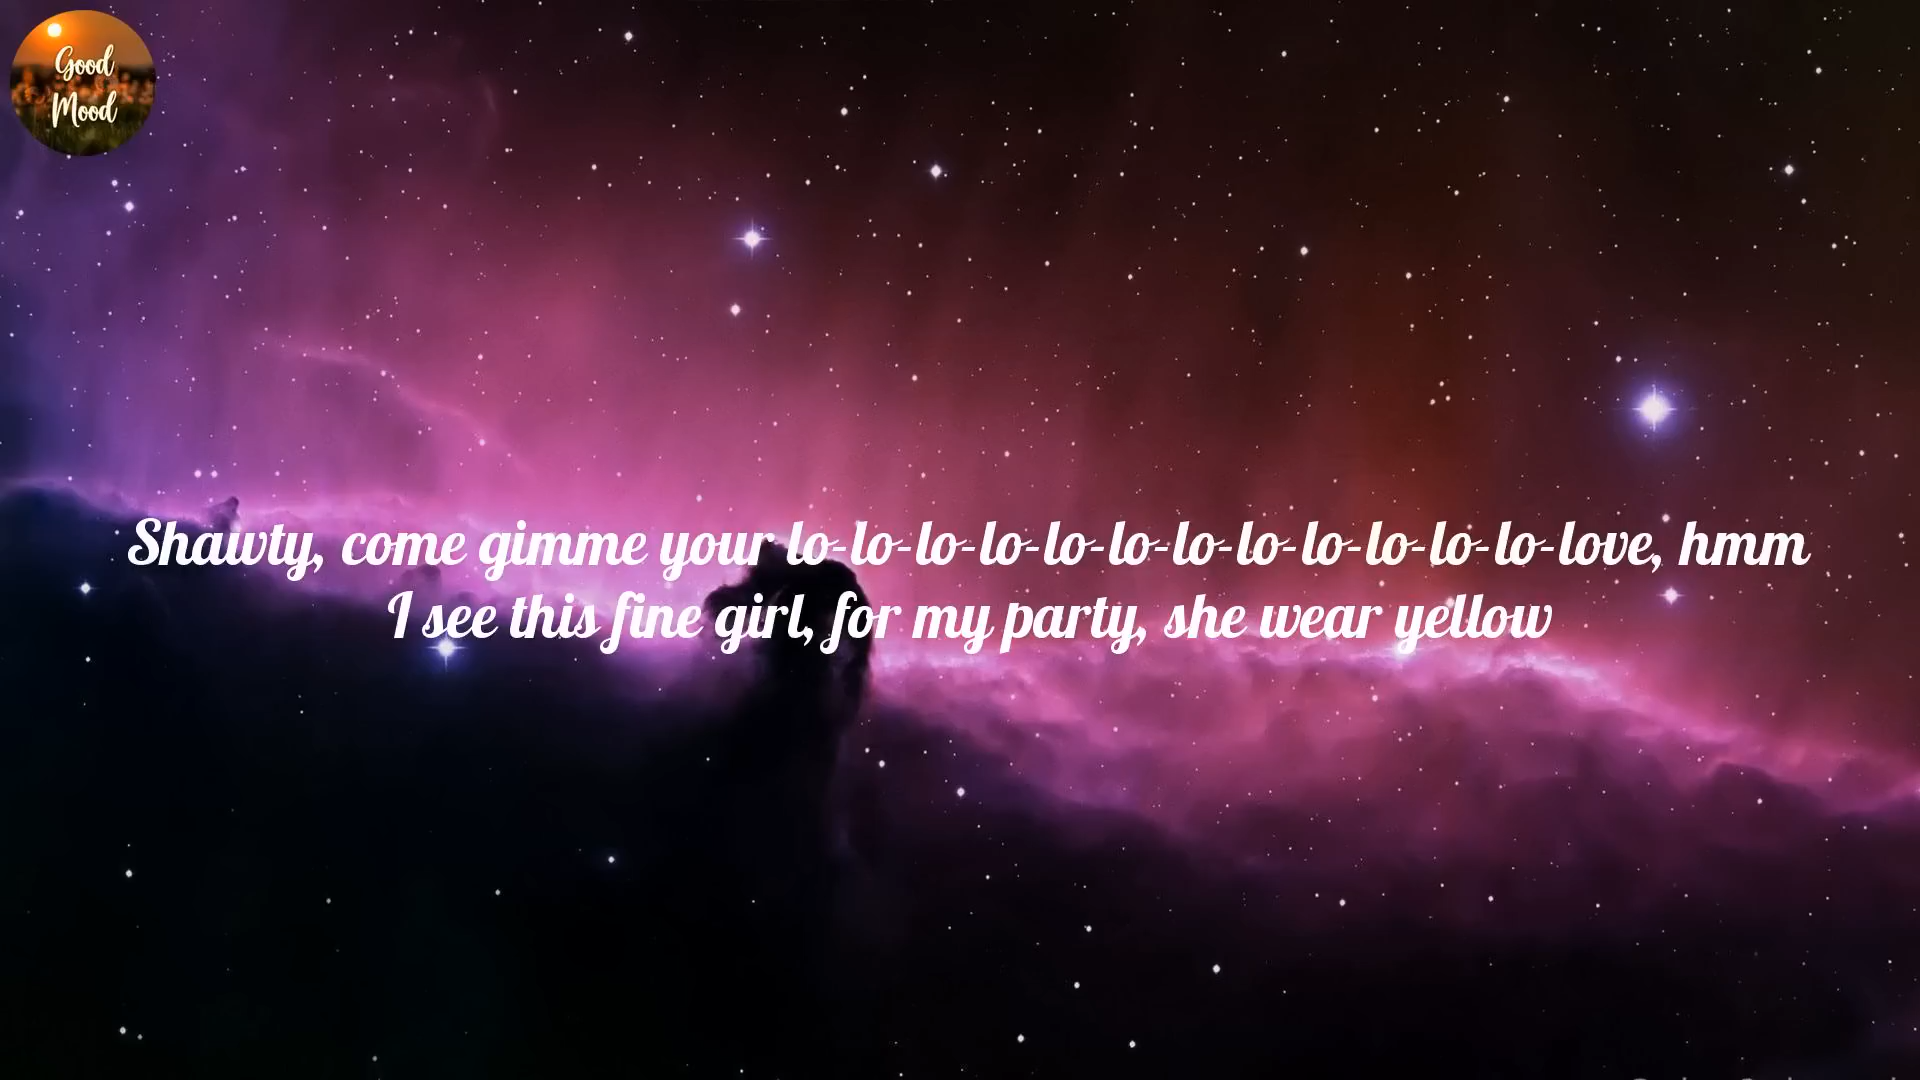 Good
Mood
Shawty, come gimme your lo-lo-lo-lo-lo-lo-lo-lo-lo-lo-lo-lo-love, hmm
I see this fine girl, for my party, she wear yellow